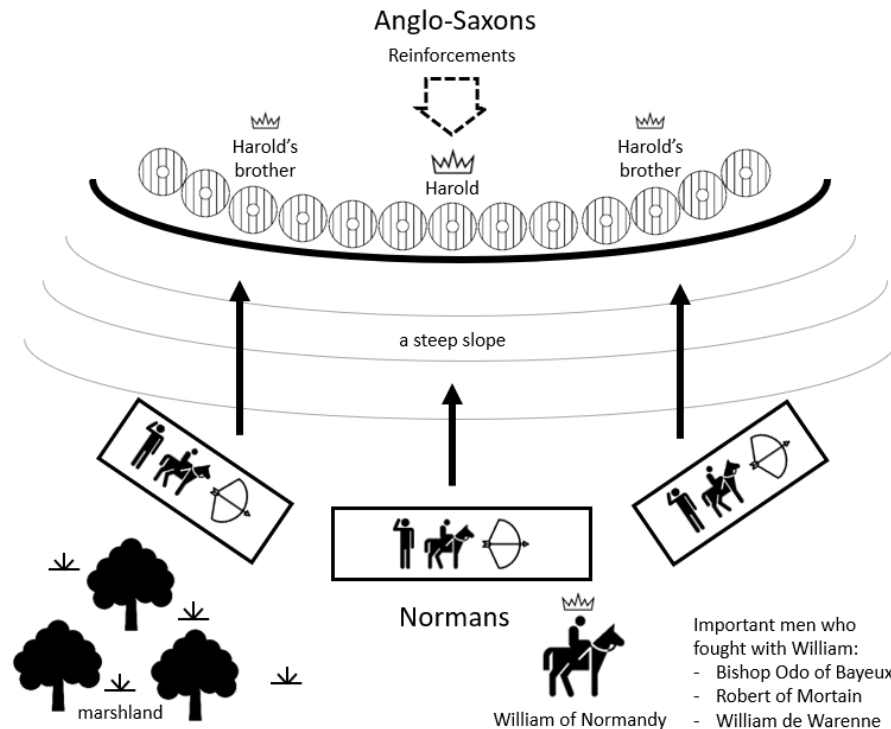 Anglo-Saxons
Reinforcements
Harold's
brother
Harold
Harold's
brother
a steep slope
Normans
marshland
William of Normandy
Important men who
fought with William:
- Bishop Odo of Bayeux
- Robert of Mortain
- William de Warenne